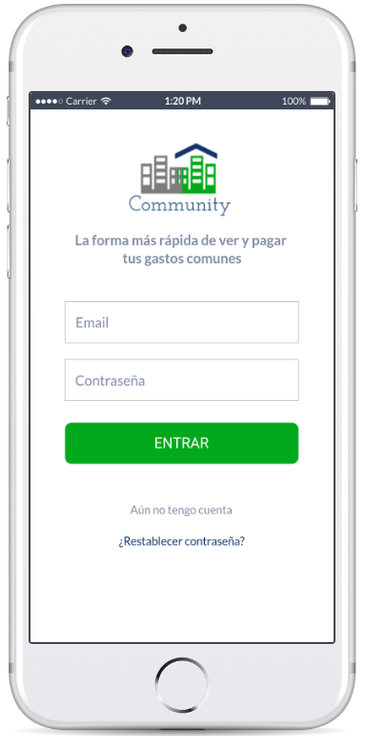 Carrier 1:20 PM 100%
Community
La forma más rápida de ver y pagar
tus gastos comunes
Email
Contraseña
ENTRAR
Aún no tengo cuenta
¿Restablecer contraseña?